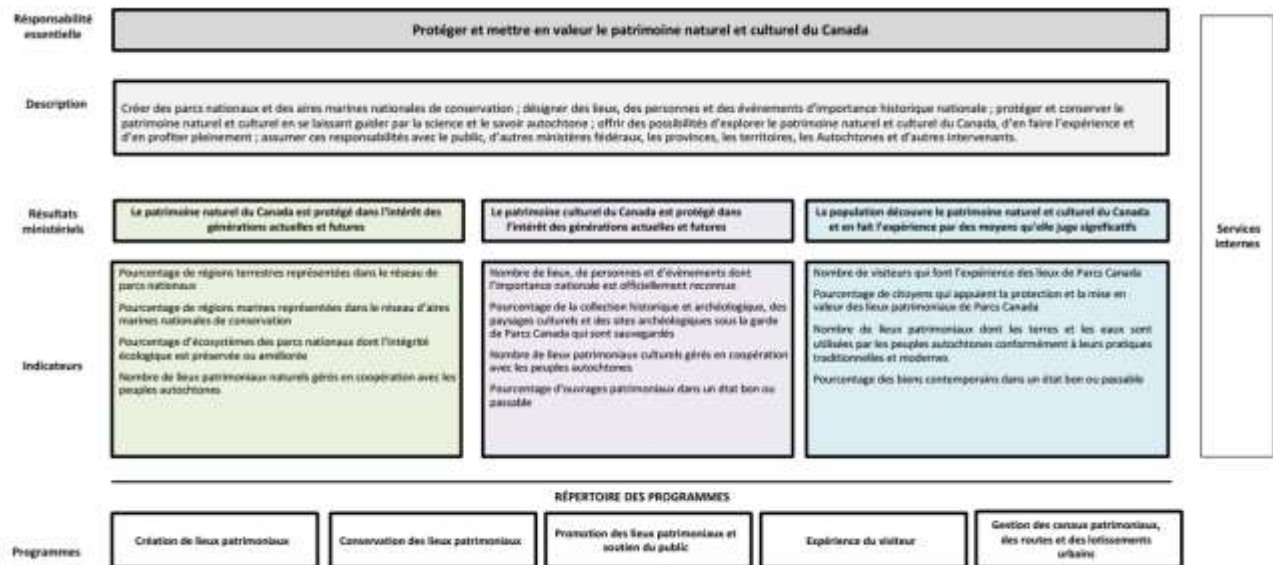 Résponsabilité
essentielle
Protéger et mettre en valeur le patrimoine naturel et culturel du Canada
Description
Créer des parcs nationaux et des aires marines nationales de conservation ; désigner des lieux, des personnes et des événements d'importance historique nationale ; protéger et conserver le
patrimoine naturel et culturel en se laissant guider par la science et le savoir autochtone ; offrir des possibilités d'explorer le patrimoine naturel et culturel du Canada, d'en faire l'expérience et
d'en profiter pleinement ; assumer ces responsabilités avec le public, d'autres ministères fédéraux, les provinces, les territoires, les Autochtones et d'autres intervenants.
Résultats
ministériels
Le patrimoine naturel du Canada est protégé dans l'intérêt des
générations actuelles et futures
Le patrimoine culturel du Canada est protégé dans
l'intérêt des générations actuelles et futures
La population découvre le patrimoine naturel et culturel du Canada
et en fait l'expérience par des moyens qu'elle juge significatifs
Services
internes
Indicateurs
Pourcentage de régions terrestres représentées dans le réseau de
parcs nationaux
Pourcentage de régions marines représentées dans le réseau d'aires
marines nationales de conservation
Pourcentage d'écosystèmes des parcs nationaux dont l'intégrité
écologique est préservée ou améliorée
Nombre de lieux patrimoniaux naturels gérés en coopération avec les
peuples autochtones
Nombre de lieux, de personnes et d'évènements dont
l'importance nationale est officiellement reconnue
Pourcentage de la collection historique et archéologique, des
paysages culturels et des sites archéologiques sous la garde
de Parcs Canada qui sont sauvegardés
Nombre de lieux patrimoniaux culturels gérés en coopération
avec les peuples autochtones
Pourcentage d'ouvrages patrimoniaux dans un état bon ou
passable
Nombre de visiteurs qui font l'expérience des lieux de Parcs Canada
Pourcentage de citoyens qui appuient la protection et la mise en
valeur des lieux patrimoniaux de Parcs Canada
Nombre de lieux patrimoniaux dont les terres et les eaux sont
utilisées par les peuples autochtones conformément à leurs pratiques
traditionnelles et modernes
Pourcentage des biens contemporains dans un état bon ou passable
RÉPERTOIRE DES PROGRAMMES
Programmes
Création de lieux patrimoniaux
Conservation des lieux patrimoniaux
Promotion des lieux patrimoniaux et
soutien du public
Expérience du visiteur
Gestion des canaux patrimoniaux,
des routes et des lotissements
urbains